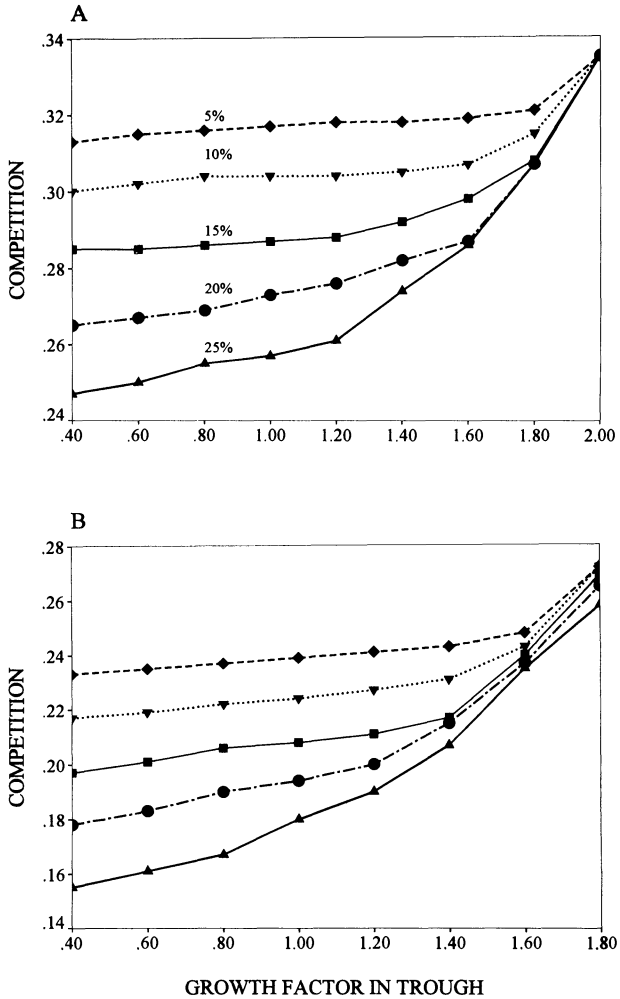 A
.34
.32
.30
.28
.26
.24
COMPETITION
5%
10%
15%
20%
25%
.40 .60 .80 1.00 1.20 1.40 1.60 1.80 2.00
B
.28
.26
.24
.22
.20
.18
.16
.14
COMPETITION
.40 .60 .80 1.00 1.20 1.40 1.60 1.80
GROWTH FACTOR IN TROUGH